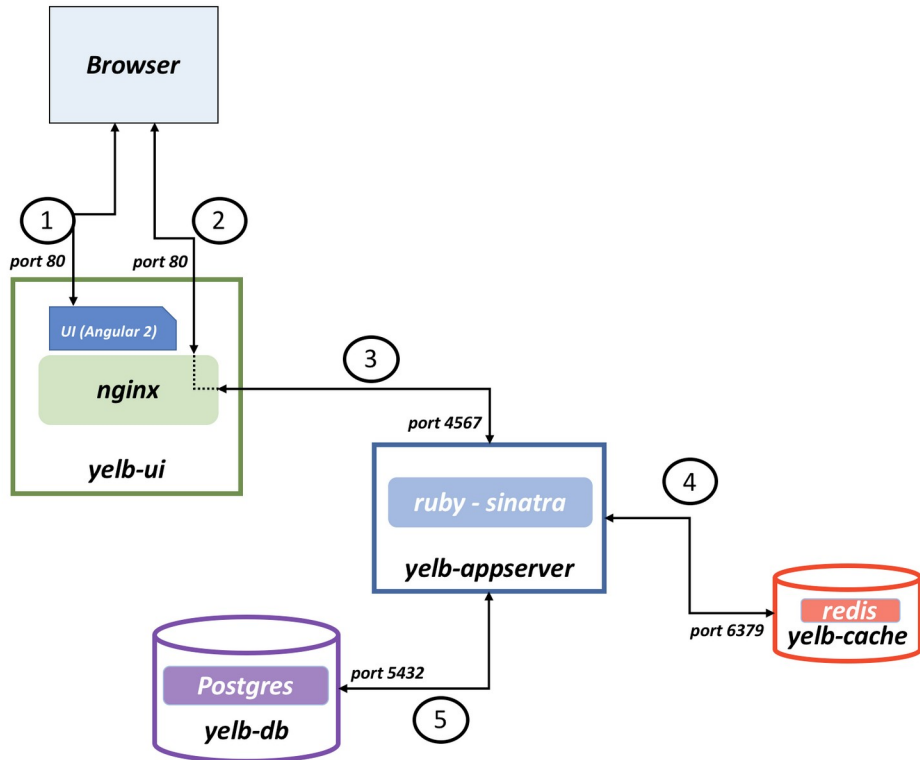 Browser
1
2
port 80
port 80
UI (Angular 2)
nginx
yelb-ui
3
port 4567
ruby - sinatra
yelb-appserver
4
port 6379
redis
yelb-cache
port 5432
Postgres
yelb-db
5